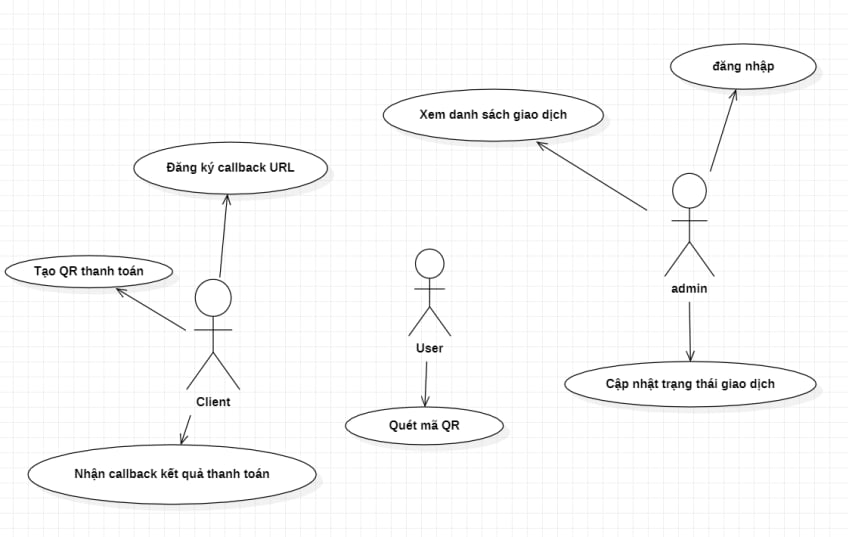 đăng nhập
Xem danh sách giao dịch
Đăng ký callback URL
Tạo QR thanh toán
admin
User
Cập nhật trạng thái giao dịch
Client
Quét mã QR
Nhận callback kết quả thanh toán